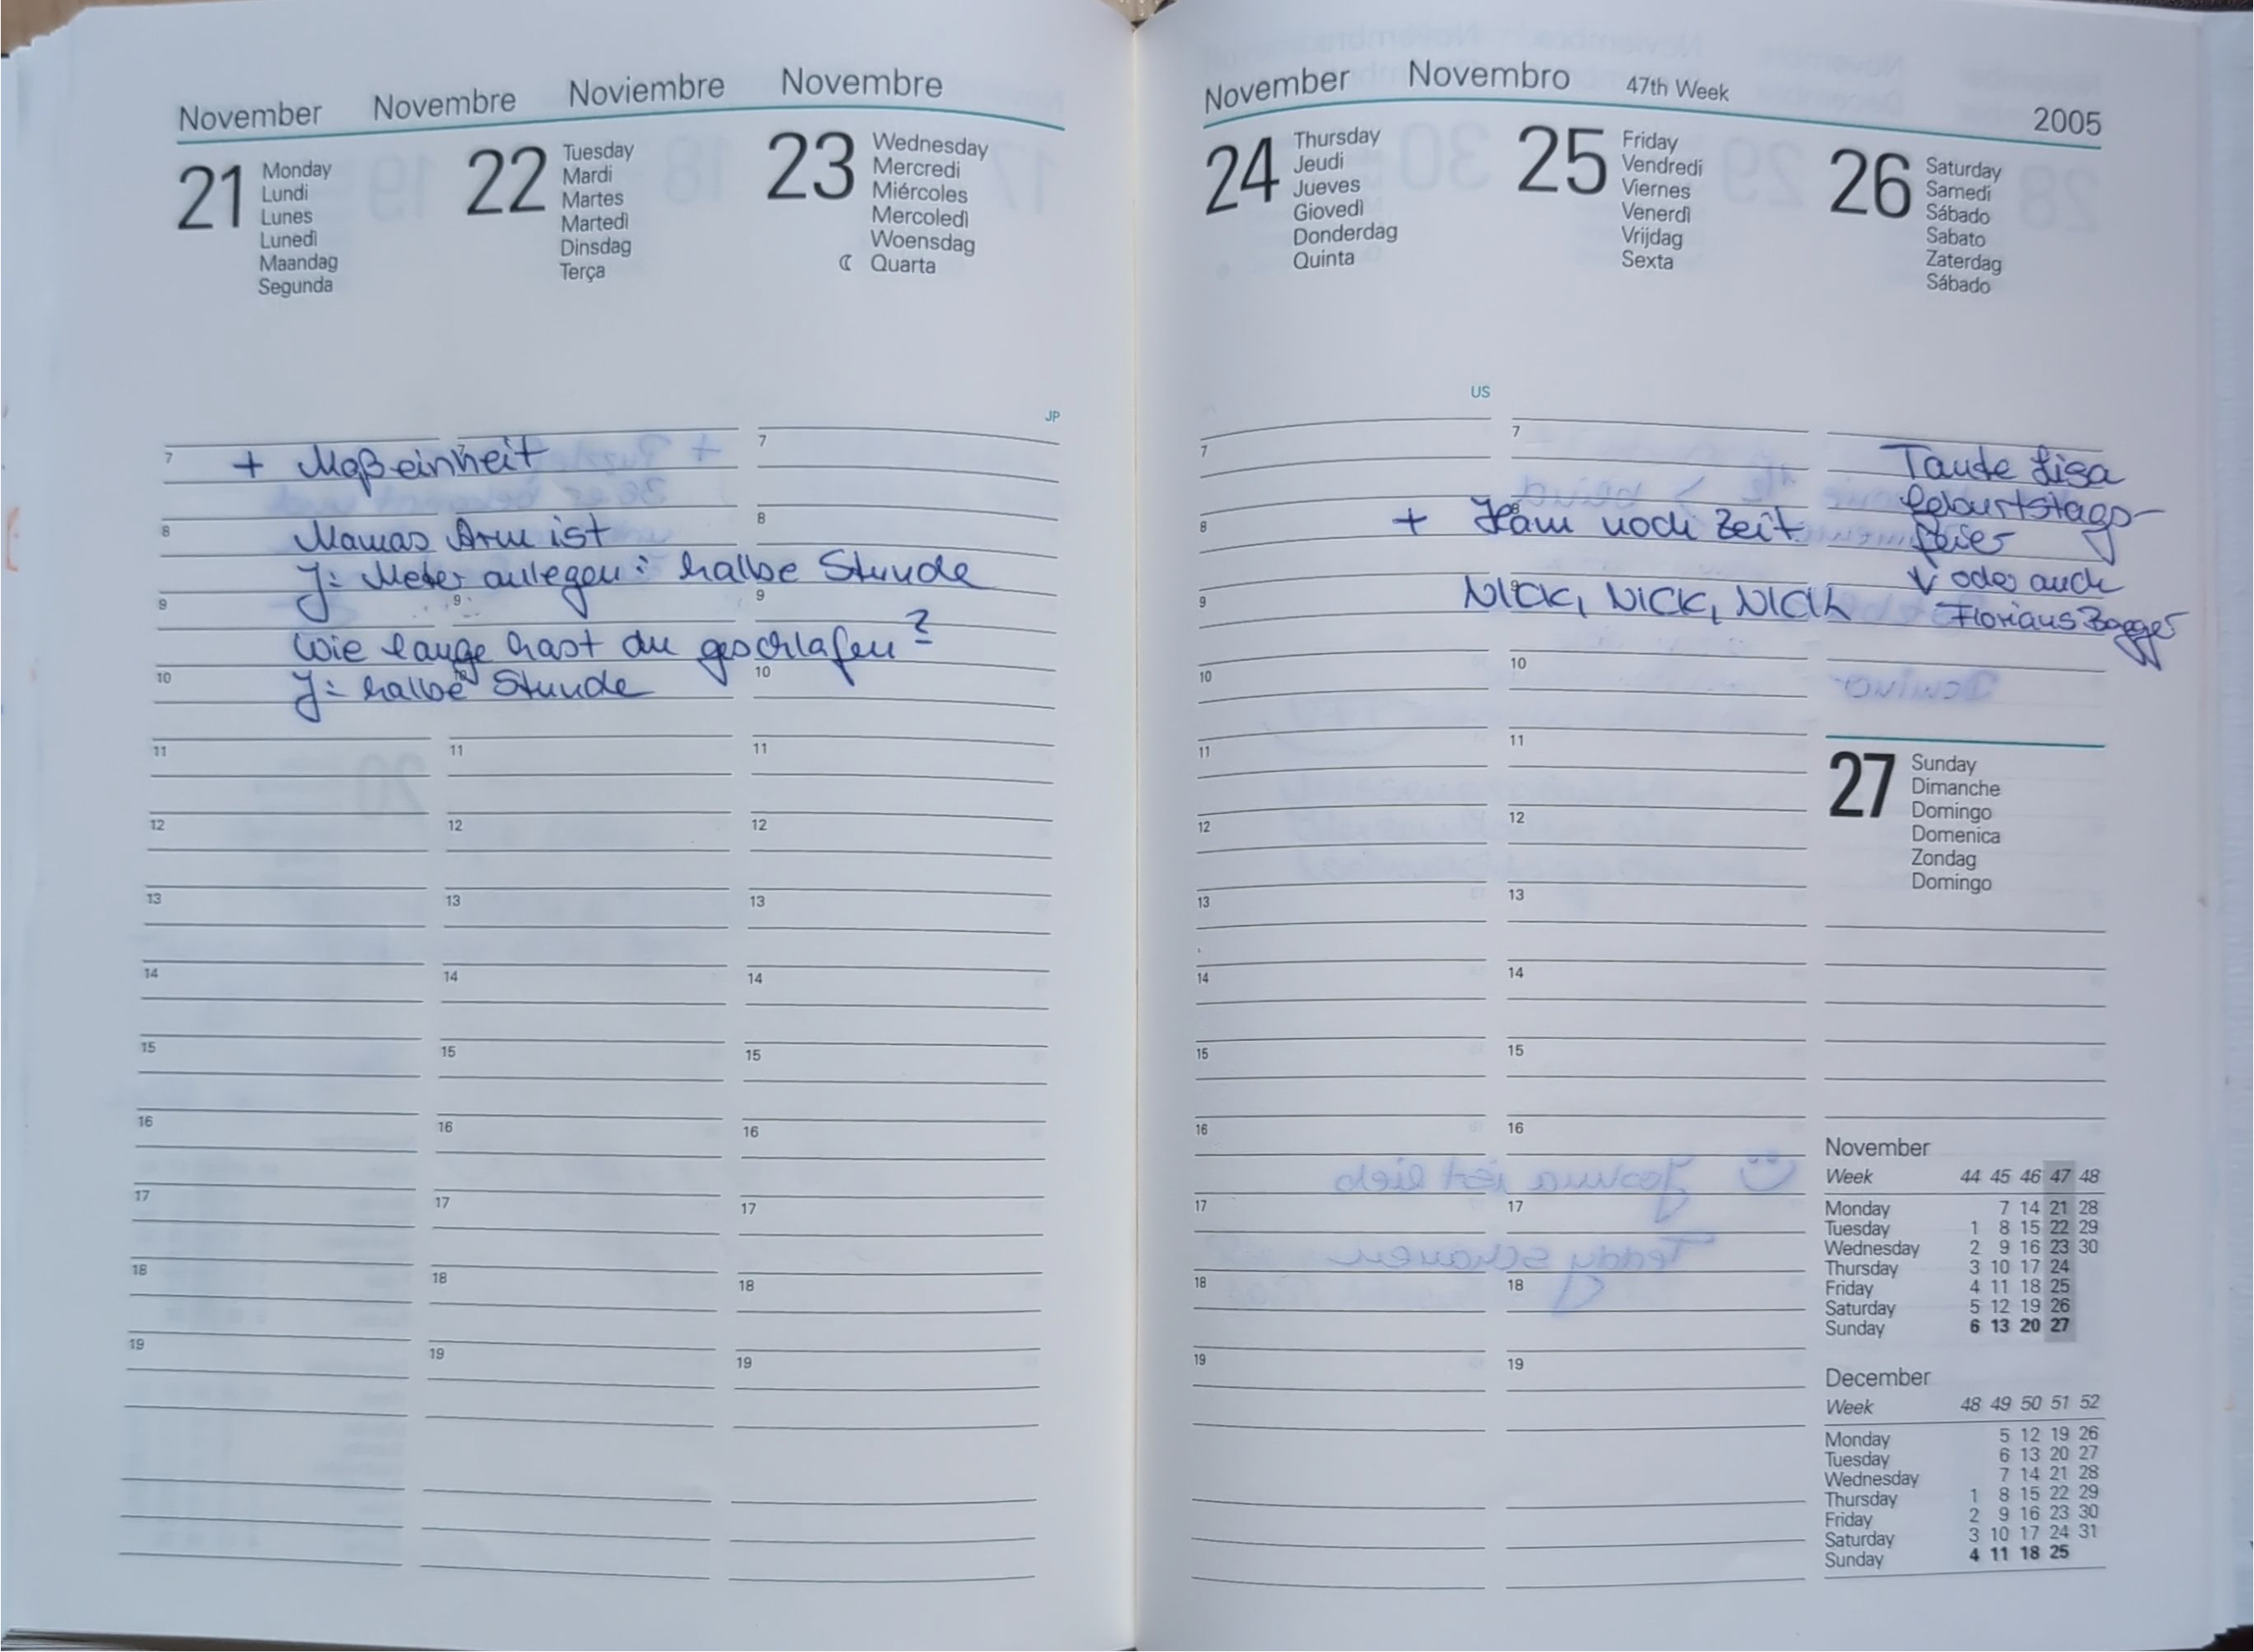 November Novembre Noviembre Novembre
21 Monday
Lundi
Lunes
Lunedì
Maandag
Segunda
22 Tuesday
Mardi
Martes
Martedì
Dinsdag
Terça
23 Wednesday
Mercredi
Miércoles
Mercoledì
Woensdag
Quarta
JP
+ Maßeinheit
Mamas Arm ist
J: Meter anlegen: halbe Stunde
Wie lange hast du geschlafen?
J: halbe Stunde
7
8
9
10
11
12
13
14
15
16
17
18
19
9
10
11
12
13
14
15
16
17
18
19
7
8
9
10
11
12
13
14
15
16
17
18
19
November Novembro 47th Week 2005
24 Thursday
Jeudi
Jueves
Giovedì
Donderdag
Quinta
25 Friday
Vendredi
Viernes
Venerdì
Vrijdag
Sexta
26 Saturday
Samedi
Sábado
Sabato
Zaterdag
Sábado
US
+ noch Zeit
NICK, NICK, NICK
Tante Lisa
Geburtstags-
feier
oder auch
Florians Bagger
7
8
9
10
11
12
13
14
15
16
17
18
19
7
8
9
10
11
12
13
14
15
16
17
18
19
27 Sunday
Dimanche
Domingo
Domenica
Zondag
Domingo
November
Week 44 45 46 47 48
Monday 7 14 21 28
Tuesday 1 8 15 22 29
Wednesday 2 9 16 23 30
Thursday 3 10 17 24
Friday 4 11 18 25
Saturday 5 12 19 26
Sunday 6 13 20 27
December
Week 48 49 50 51 52
Monday 5 12 19 26
Tuesday 6 13 20 27
Wednesday 7 14 21 28
Thursday 1 8 15 22 29
Friday 2 9 16 23 30
Saturday 3 10 17 24 31
Sunday 4 11 18 25